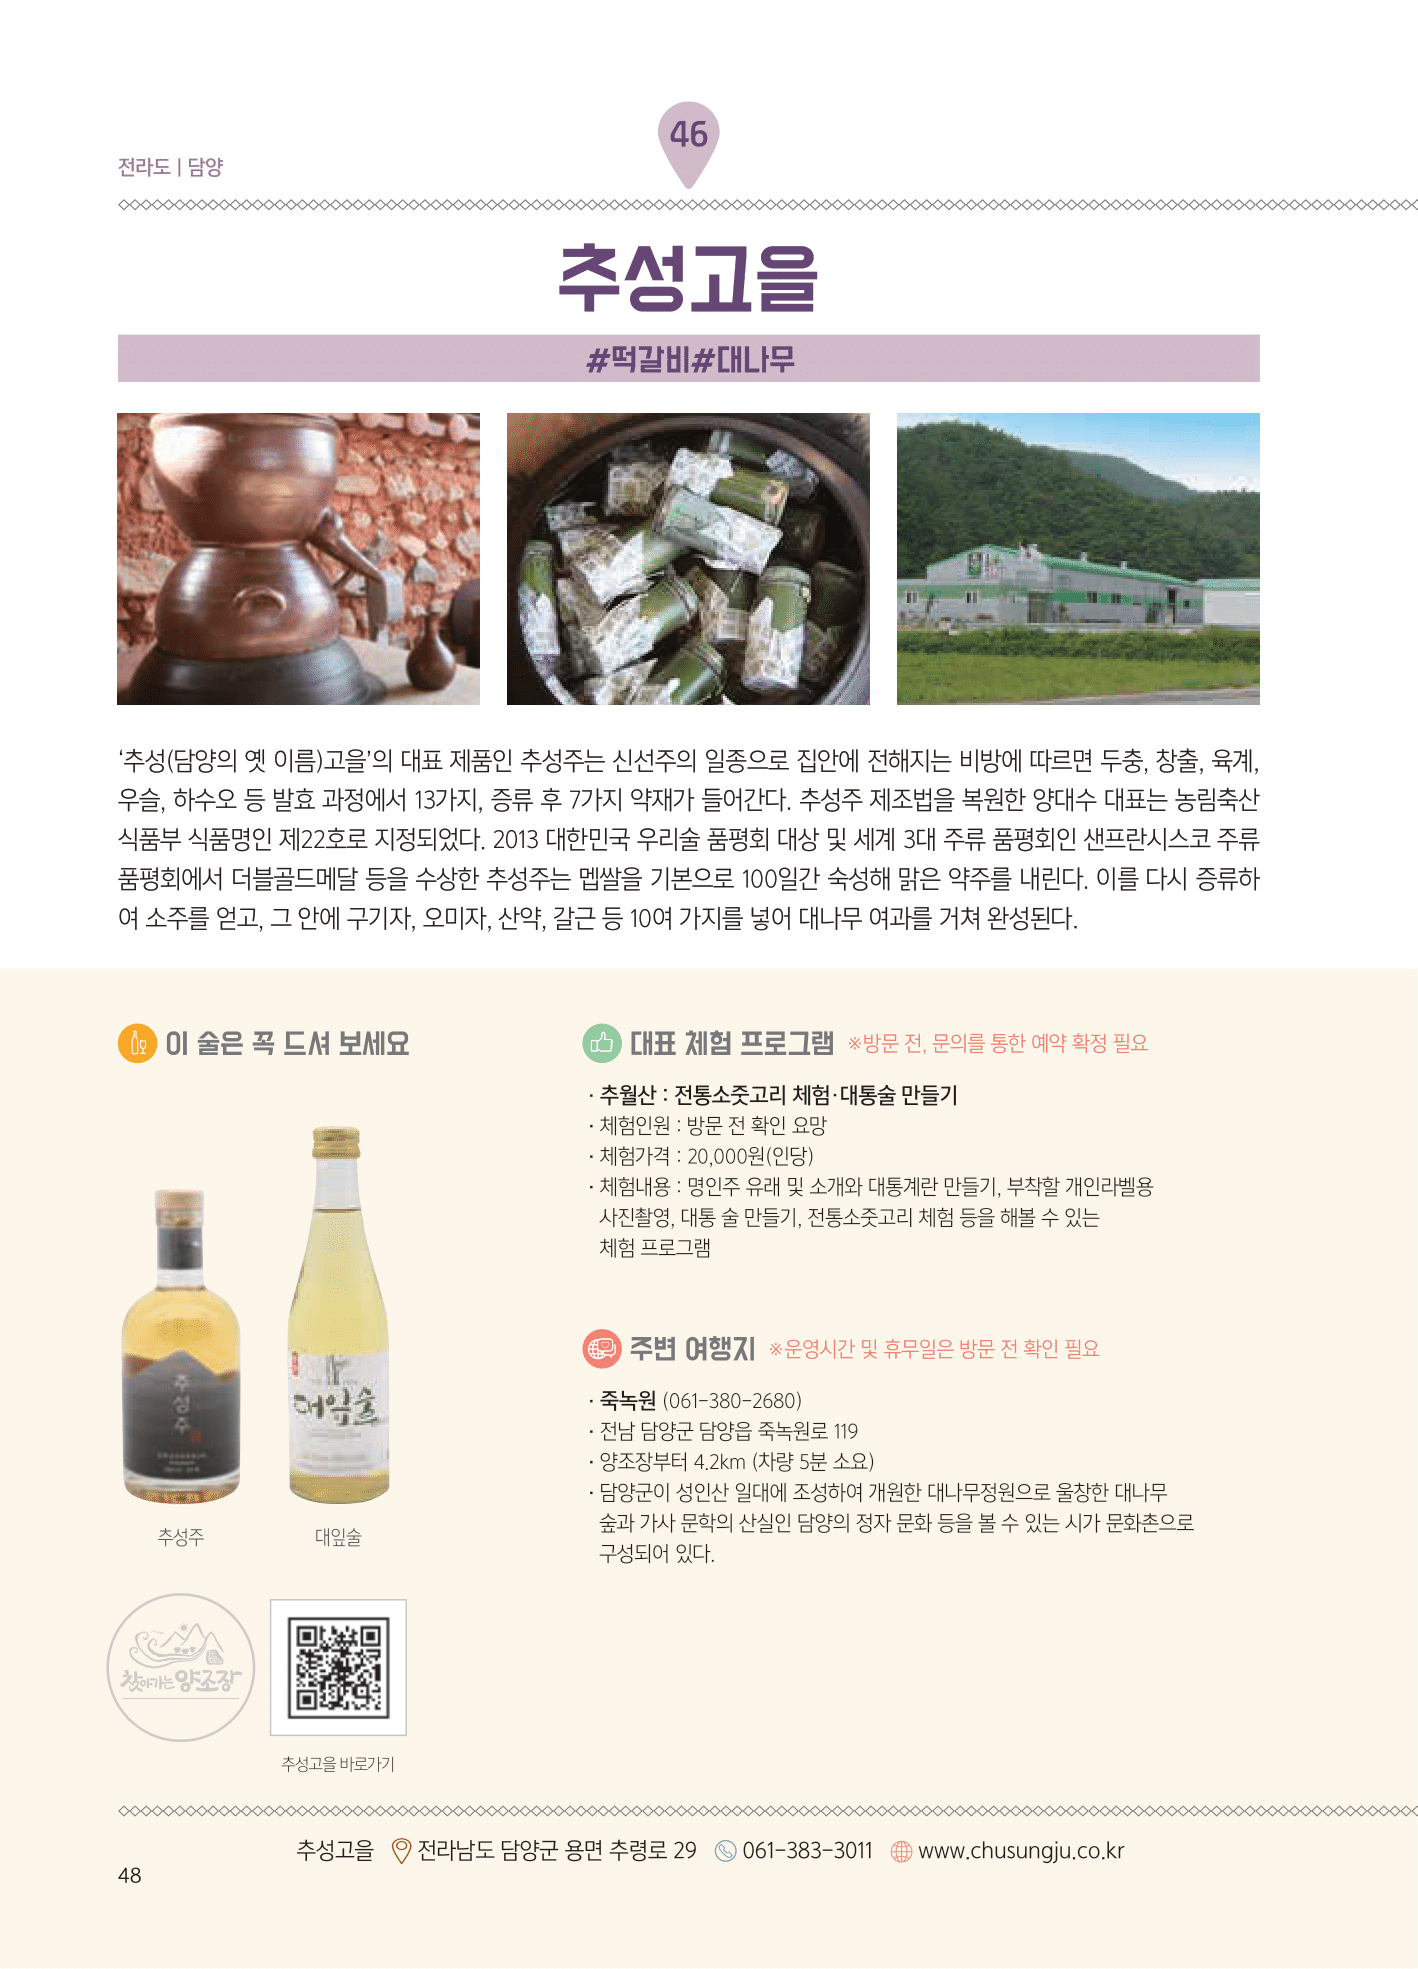 46
전라도 | 담양
추성고을
#떡갈비#대나무
‘추성(담양의 옛 이름)고을’의 대표 제품인 추성주는 신선주의 일종으로 집안에 전해지는 비방에 따르면 두충, 창출, 육계,
우슬, 하수오 등 발효 과정에서 13가지, 증류 후 7가지 약재가 들어간다. 추성주 제조법을 복원한 양대수 대표는 농림축산
식품부 식품명인 제22호로 지정되었다. 2013 대한민국 우리술 품평회 대상 및 세계 3대 주류 품평회인 샌프란시스코 주류
품평회에서 더블골드메달 등을 수상한 추성주는 멥쌀을 기본으로 100일간 숙성해 맑은 약주를 내린다. 이를 다시 증류하
여 소주를 얻고, 그 안에 구기자, 오미자, 산약, 갈근 등 10여 가지를 넣어 대나무 여과를 거쳐 완성된다.
이 술은 꼭 드셔 보세요
추성주
대잎술
추성주
대잎술
찾아가는 양조장
추성고을 바로가기
대표 체험 프로그램 ※방문 전, 문의를 통한 예약 확정 필요
· 추월산 : 전통소줏고리 체험·대통술 만들기
· 체험인원 : 방문 전 확인 요망
· 체험가격 : 20,000원(인당)
· 체험내용 : 명인주 유래 및 소개와 대통계란 만들기, 부착할 개인라벨용
사진촬영, 대통 술 만들기, 전통소줏고리 체험 등을 해볼 수 있는
체험 프로그램
주변 여행지 ※운영시간 및 휴무일은 방문 전 확인 필요
· 죽녹원 (061-380-2680)
· 전남 담양군 담양읍 죽녹원로 119
· 양조장부터 4.2km (차량 5분 소요)
· 담양군이 성인산 일대에 조성하여 개원한 대나무정원으로 울창한 대나무
숲과 가사 문학의 산실인 담양의 정자 문화 등을 볼 수 있는 시가 문화촌으로
구성되어 있다.
추성고을 전라남도 담양군 용면 추령로 29 061-383-3011 www.chusungju.co.kr
48